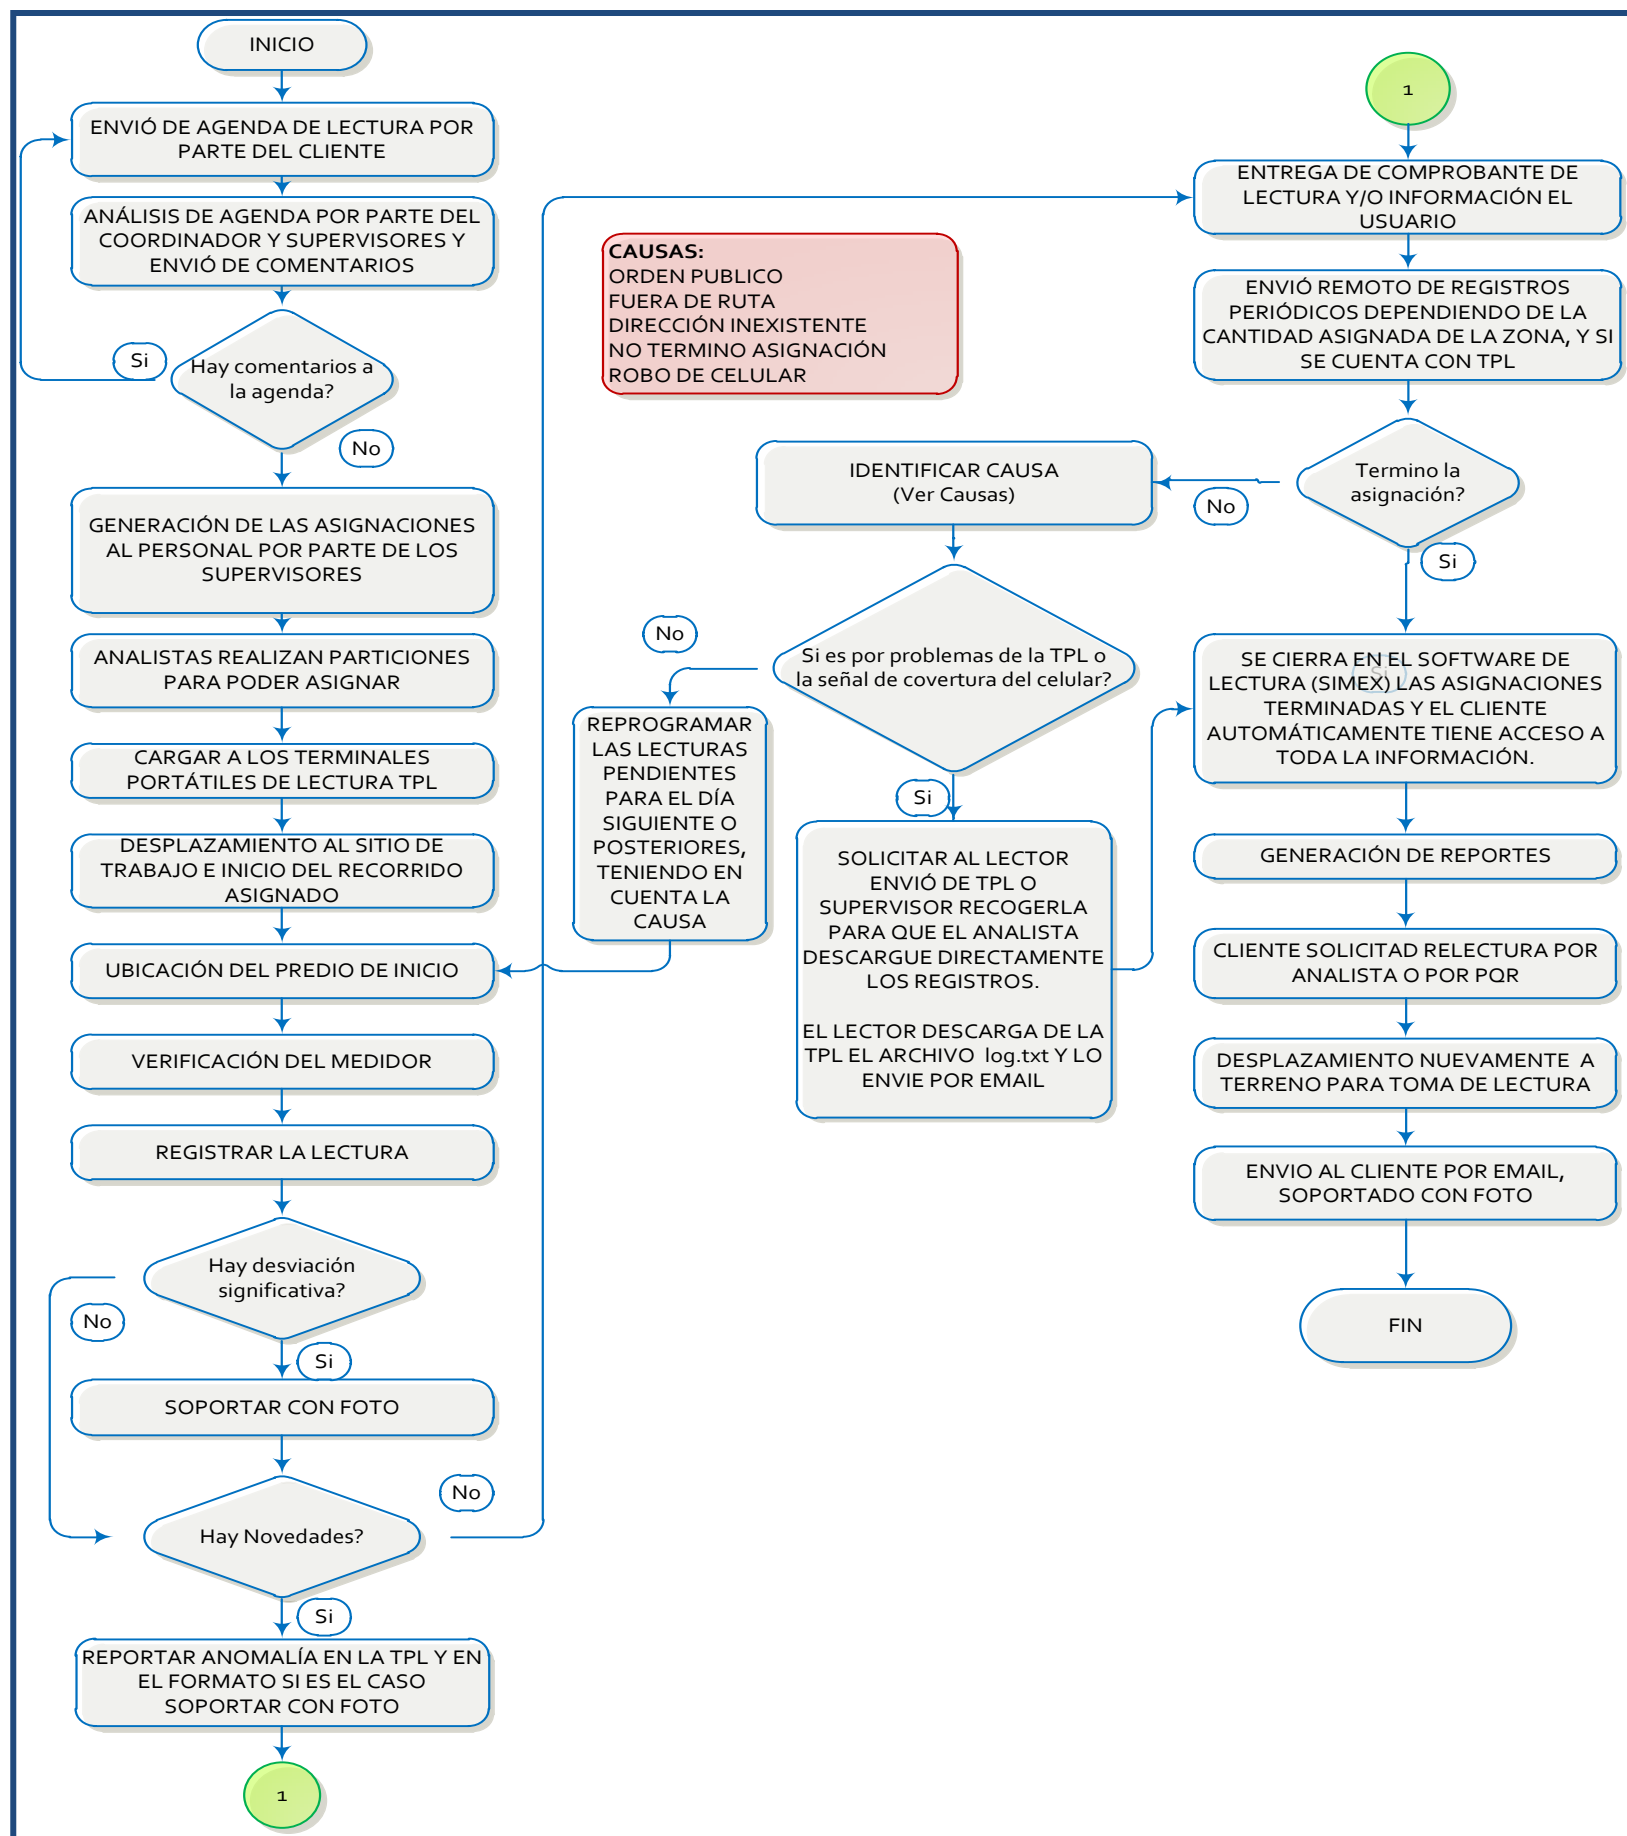 INICIO
ENVIÓ DE AGENDA DE LECTURA POR
PARTE DEL CLIENTE
ANÁLISIS DE AGENDA POR PARTE DEL
COORDINADOR Y SUPERVISORES Y
ENVIÓ DE COMENTARIOS
Si
Hay comentarios a
la agenda?
No
GENERACIÓN DE LAS ASIGNACIONES
AL PERSONAL POR PARTE DE LOS
SUPERVISORES
ANALISTAS REALIZAN PARTICIONES
PARA PODER ASIGNAR
CARGAR A LOS TERMINALES
PORTÁTILES DE LECTURA TPL
DESPLAZAMIENTO AL SITIO DE
TRABAJO E INICIO DEL RECORRIDO
ASIGNADO
UBICACIÓN DEL PREDIO DE INICIO
VERIFICACIÓN DEL MEDIDOR
REGISTRAR LA LECTURA
Hay desviación
significativa?
No
Si
SOPORTAR CON FOTO
No
Hay Novedades?
Si
REPORTAR ANOMALÍA EN LA TPL Y EN
EL FORMATO SI ES EL CASO
SOPORTAR CON FOTO
1
CAUSAS:
ORDEN PUBLICO
FUERA DE RUTA
DIRECCIÓN INEXISTENTE
NO TERMINO ASIGNACIÓN
ROBO DE CELULAR
IDENTIFICAR CAUSA
(Ver Causas)
No
Si es por problemas de la TPL o
la señal de covertura del celular?
REPROGRAMAR
LAS LECTURAS
PENDIENTES
PARA EL DÍA
SIGUIENTE O
POSTERIORES,
TENIENDO EN
CUENTA LA
CAUSA
Si
SOLICITAR AL LECTOR
ENVIÓ DE TPL O
SUPERVISOR RECOGERLA
PARA QUE EL ANALISTA
DESCARGUE DIRECTAMENTE
LOS REGISTROS.
EL LECTOR DESCARGA DE LA
TPL EL ARCHIVO log.txt Y LO
ENVIE POR EMAIL
1
ENTREGA DE COMPROBANTE DE
LECTURA Y/O INFORMACIÓN EL
USUARIO
ENVIÓ REMOTO DE REGISTROS
PERIÓDICOS DEPENDIENDO DE LA
CANTIDAD ASIGNADA DE LA ZONA, Y SI
SE CUENTA CON TPL
Termino la
asignación?
No
Si
SE CIERRA EN EL SOFTWARE DE
Si
LECTURA (SIMEX) LAS ASIGNACIONES
TERMINADAS Y EL CLIENTE
AUTOMÁTICAMENTE TIENE ACCESO A
TODA LA INFORMACIÓN.
GENERACIÓN DE REPORTES
CLIENTE SOLICITAD RELECTURA POR
ANALISTA O POR PQR
DESPLAZAMIENTO NUEVAMENTE A
TERRENO PARA TOMA DE LECTURA
ENVIO AL CLIENTE POR EMAIL,
SOPORTADO CON FOTO
FIN